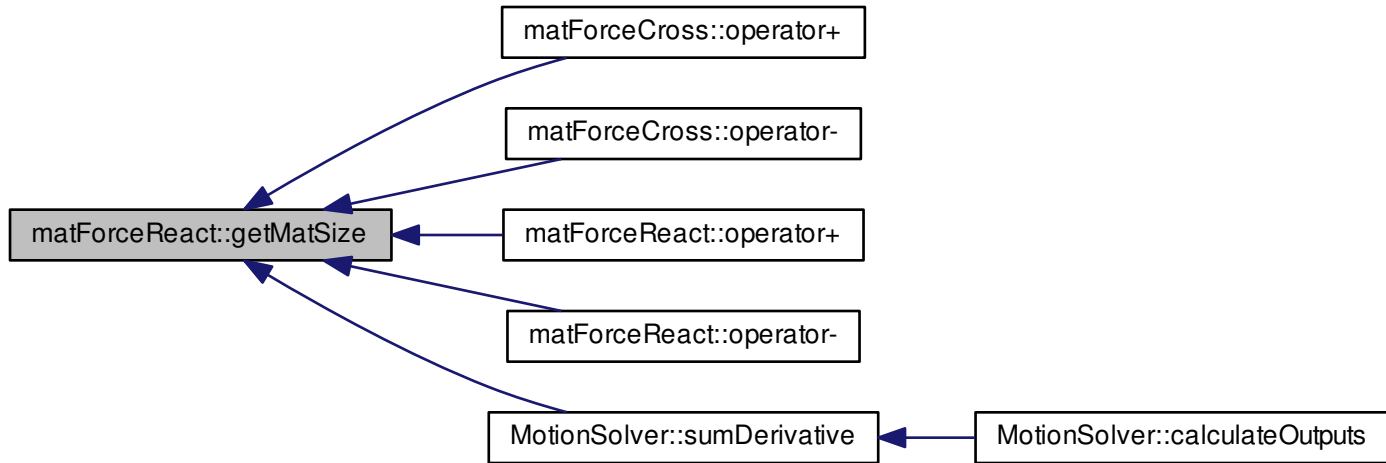 matForceCross::operator+
matForceCross::operator-
matForceReact::getMatSize
matForceReact::operator+
matForceReact::operator-
MotionSolver::sumDerivative
MotionSolver::calculateOutputs